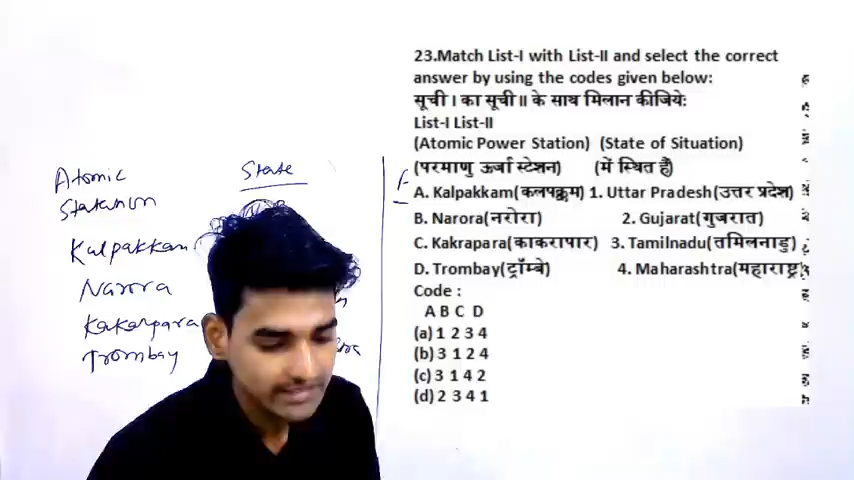 Atomic
Statanon
State
Kalpakkam
Narora
Kakarpara
Trombay
23.Match List-I with List-II and select the correct
answer by using the codes given below:
सूची I का सूची II के साथ मिलान कीजियेः
List-I List-II
(Atomic Power Station) (State of Situation)
(परमाणु ऊर्जा स्टेशन) (में स्थित हैं)
A. Kalpakkam(कलपक्कम) 1. Uttar Pradesh(उत्तर प्रदेश)
B. Narora(नरोरा) 2. Gujarat(गुजरात)
C. Kakrapara(काकरापार) 3. Tamilnadu(तमिलनाडु)
D. Trombay(ट्रॉम्बे) 4. Maharashtra(महाराष्ट्र)
Code :
A B C D
(a) 1 2 3 4
(b) 3 1 2 4
(c) 3 1 4 2
(d) 2 3 4 1